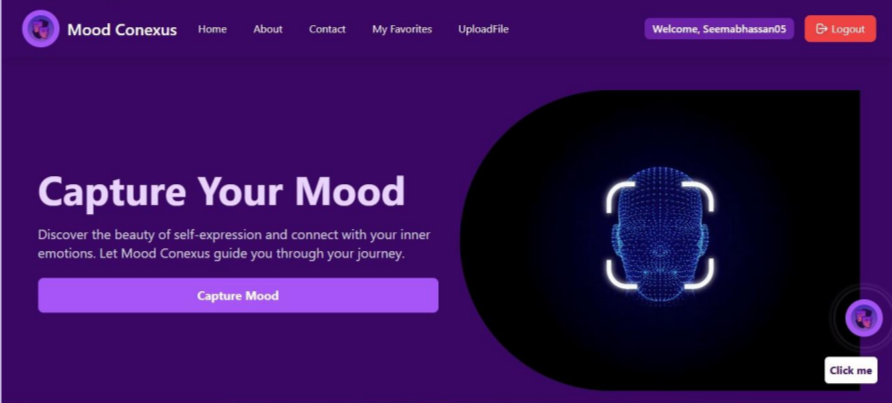 Mood Conexus Home About Contact My Favorites UploadFile Welcome, Seemabhassan05 Logout
Capture Your Mood
Discover the beauty of self-expression and connect with your inner
emotions. Let Mood Conexus guide you through your journey.
Capture Mood
Click me